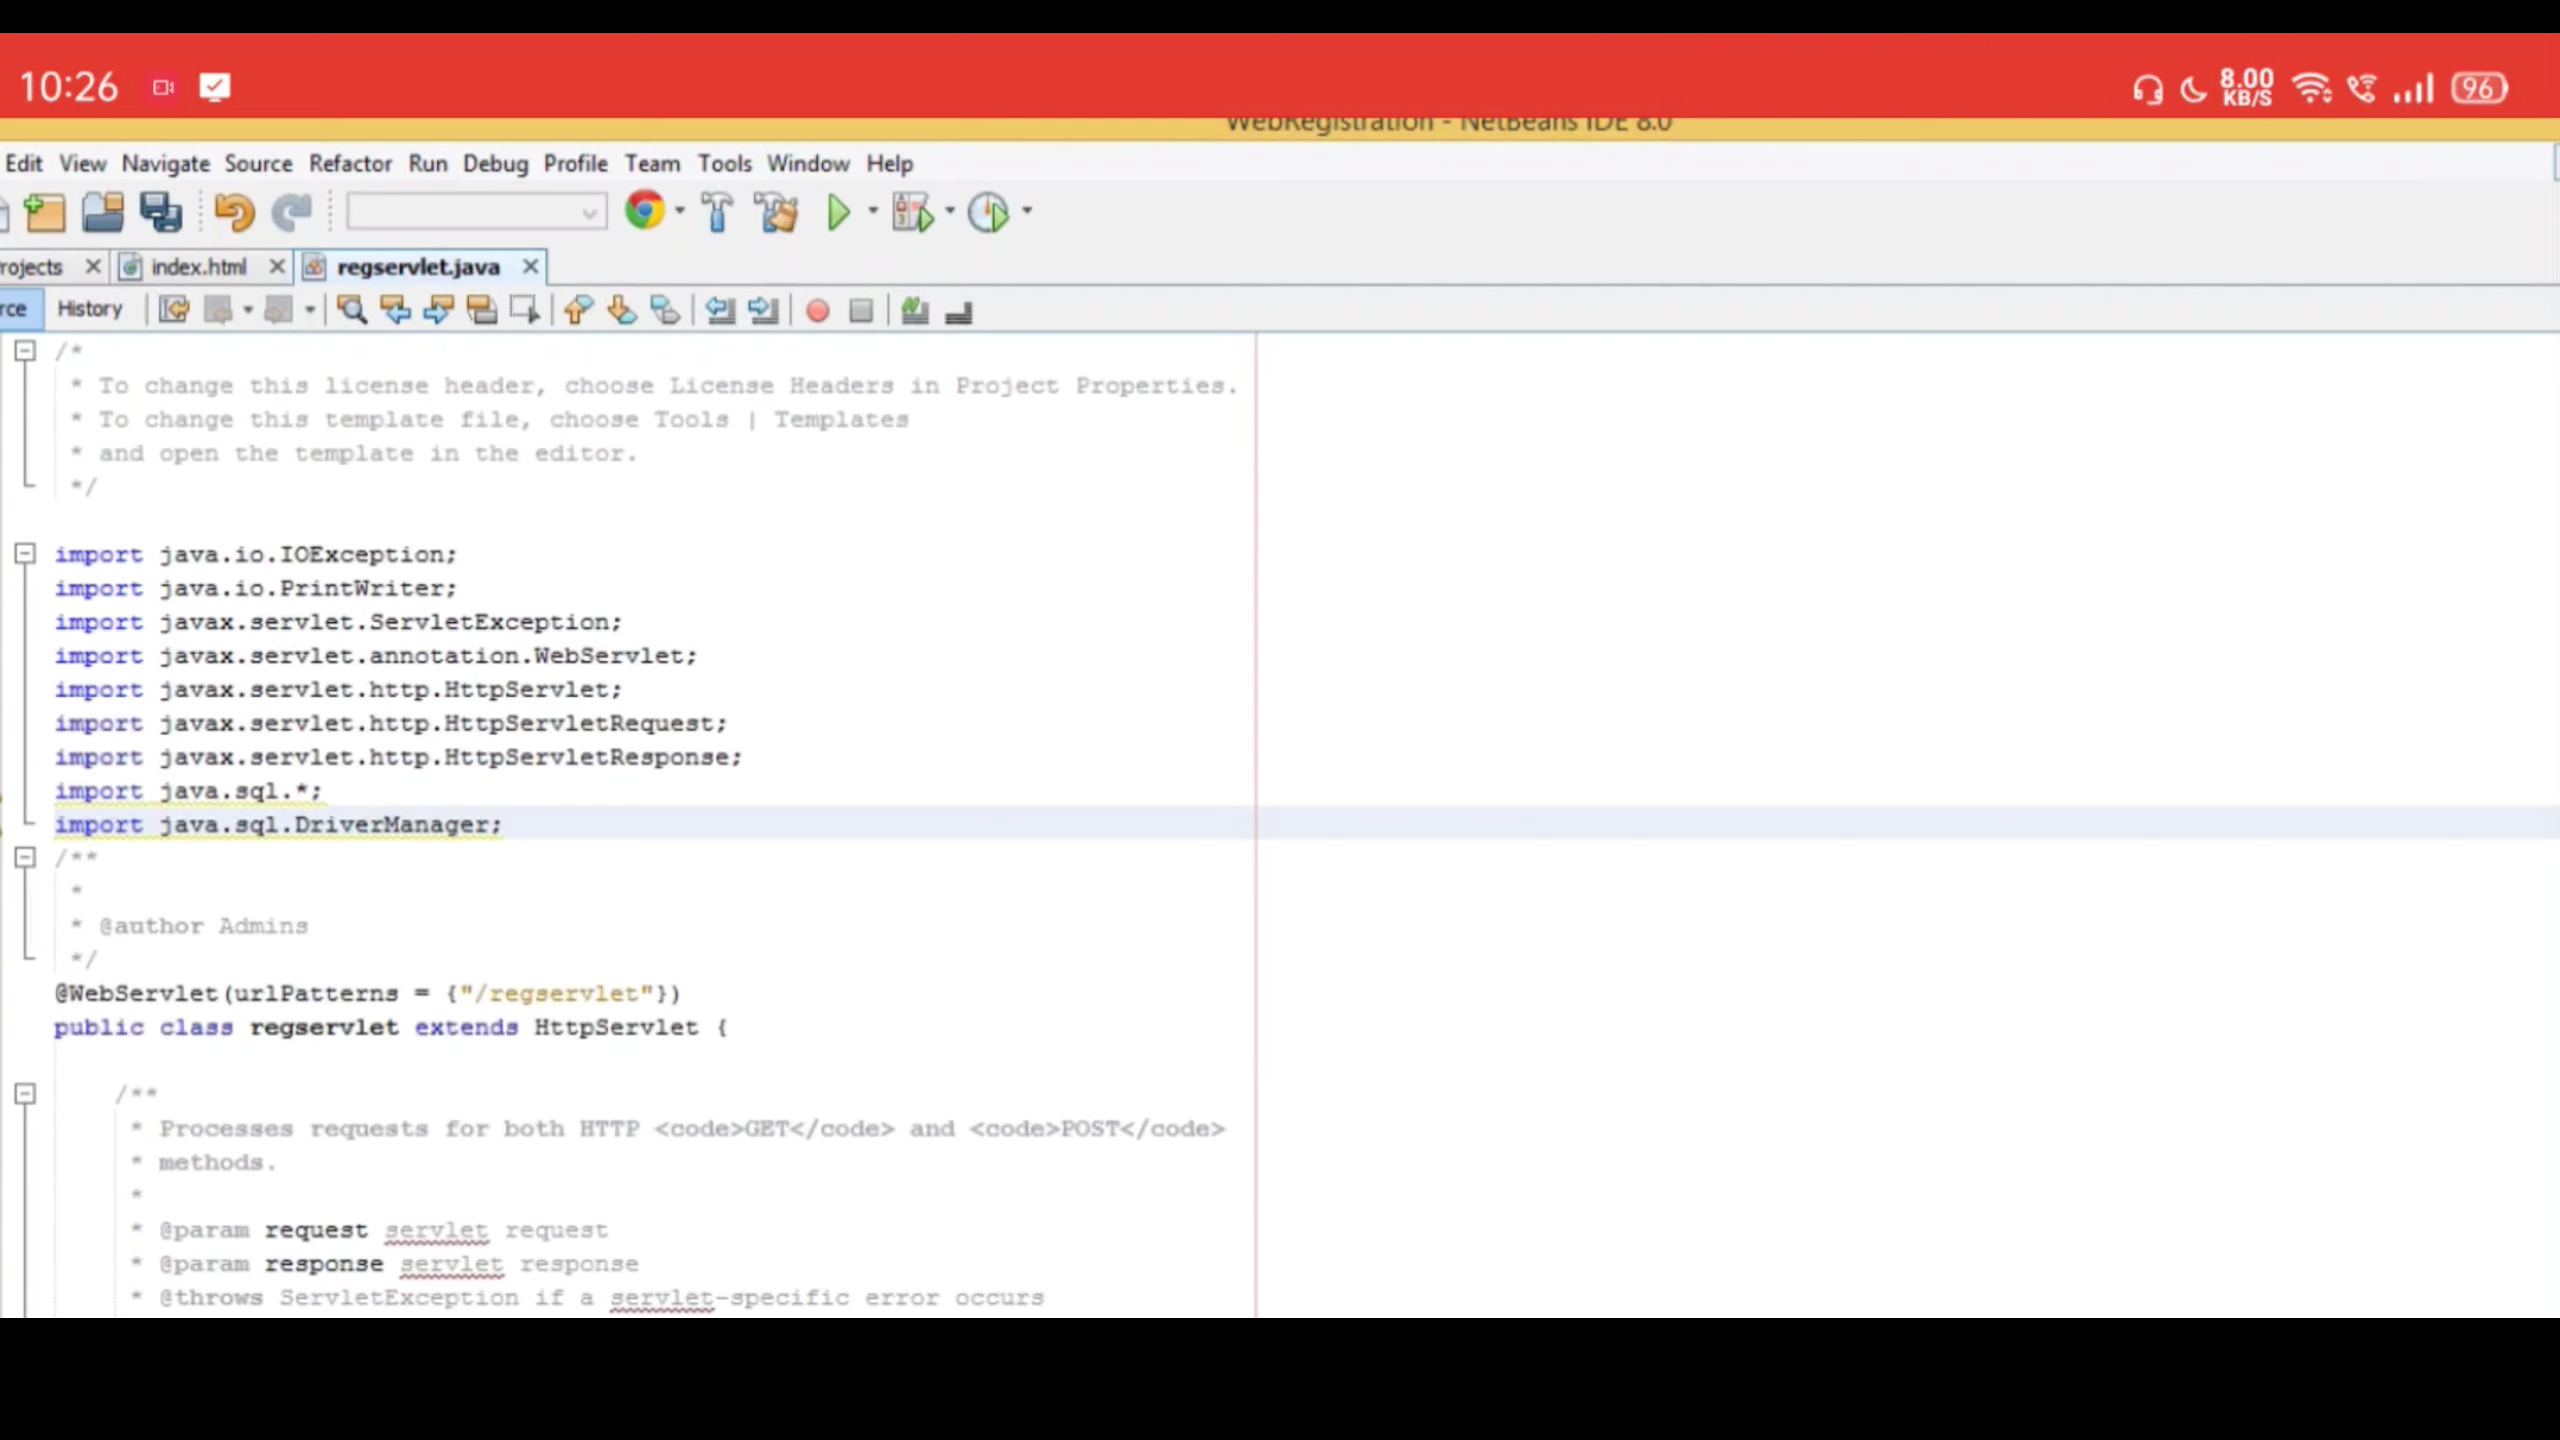 10:26
8.00
KB/S
96
WebRegistration - NetBeans IDE 8.0
Edit View Navigate Source Refactor Run Debug Profile Team Tools Window Help
rojects index.html regservlet.java
rce History
/*
* To change this license header, choose License Headers in Project Properties.
* To change this template file, choose Tools | Templates
* and open the template in the editor.
*/
import java.io.IOException;
import java.io.PrintWriter;
import javax.servlet.ServletException;
import javax.servlet.annotation.WebServlet;
import javax.servlet.http.HttpServlet;
import javax.servlet.http.HttpServletRequest;
import javax.servlet.http.HttpServletResponse;
import java.sql.*;
import java.sql.DriverManager;
/**
*
* @author Admins
*/
@WebServlet(urlPatterns = {"/regservlet"})
public class regservlet extends HttpServlet {
/**
* Processes requests for both HTTP <code>GET</code> and <code>POST</code>
* methods.
*
* @param request servlet request
* @param response servlet response
* @throws ServletException if a servlet-specific error occurs